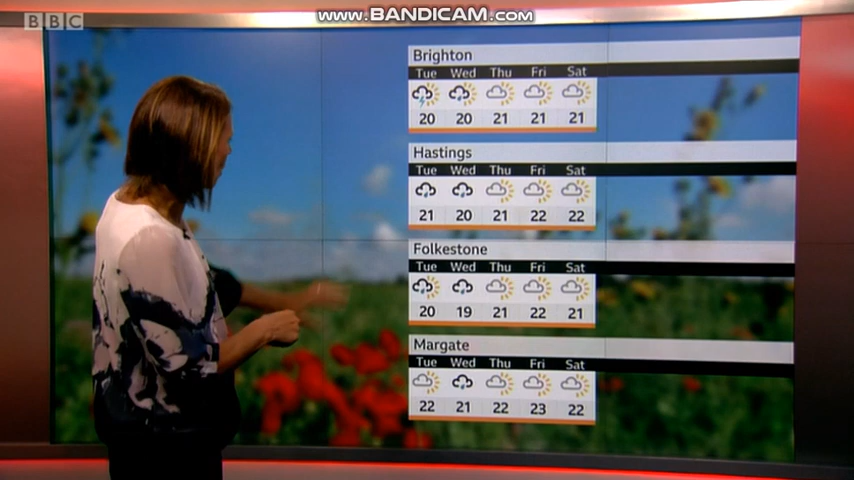 BBC
WWW.BANDICAM.COM
Brighton
Tue Wed Thu Fri Sat
20 20 21 21 21
Hastings
Tue Wed Thu Fri Sat
21 20 21 22 22
Folkestone
Tue Wed Thu Fri Sat
20 19 21 22 21
Margate
Tue Wed Thu Fri Sat
22 21 22 23 22